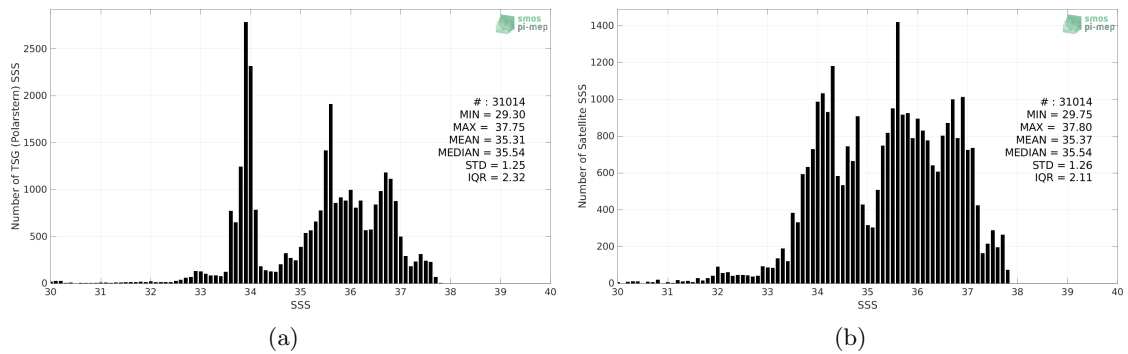 smos
pi-mep
Number of TSG (Polarstern) SSS
2500
2000
1500
1000
500
0
# : 31014
MIN = 29.30
MAX = 37.75
MEAN = 35.31
MEDIAN = 35.54
STD = 1.25
IQR = 2.32
30 31 32 33 34 35 36 37 38 39 40
SSS
(a)
smos
pi-mep
Number of Satellite SSS
1400
1200
1000
800
600
400
200
0
# : 31014
MIN = 29.75
MAX = 37.80
MEAN = 35.37
MEDIAN = 35.54
STD = 1.26
IQR = 2.11
30 31 32 33 34 35 36 37 38 39 40
SSS
(b)